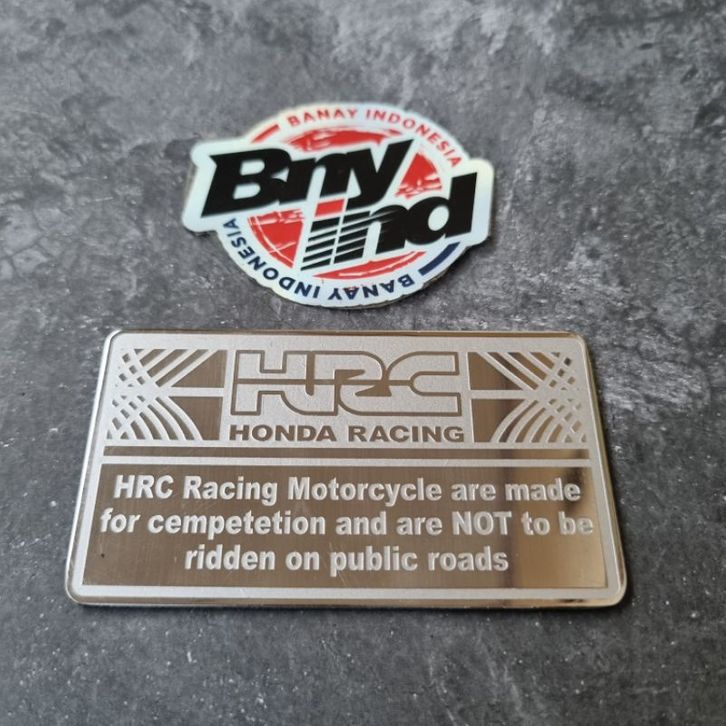 BANAY INDONESIA
Bny
ind
BANAY INDONESIA
HRC
HONDA RACING
HRC Racing Motorcycle are made
for cempetetion and are NOT to be
ridden on public roads